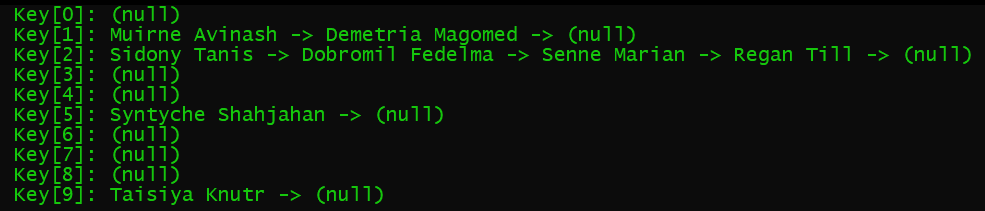 Key[0]: (null)
Key[1]: Muirne Avinash -> Demetria Magomed -> (null)
Key[2]: Sidony Tanis -> Dobromil Fedelma -> Senne Marian -> Regan Till -> (null)
Key[3]: (null)
Key[4]: (null)
Key[5]: Syntyche Shahjahan -> (null)
Key[6]: (null)
Key[7]: (null)
Key[8]: (null)
Key[9]: Taisiya Knutr -> (null)